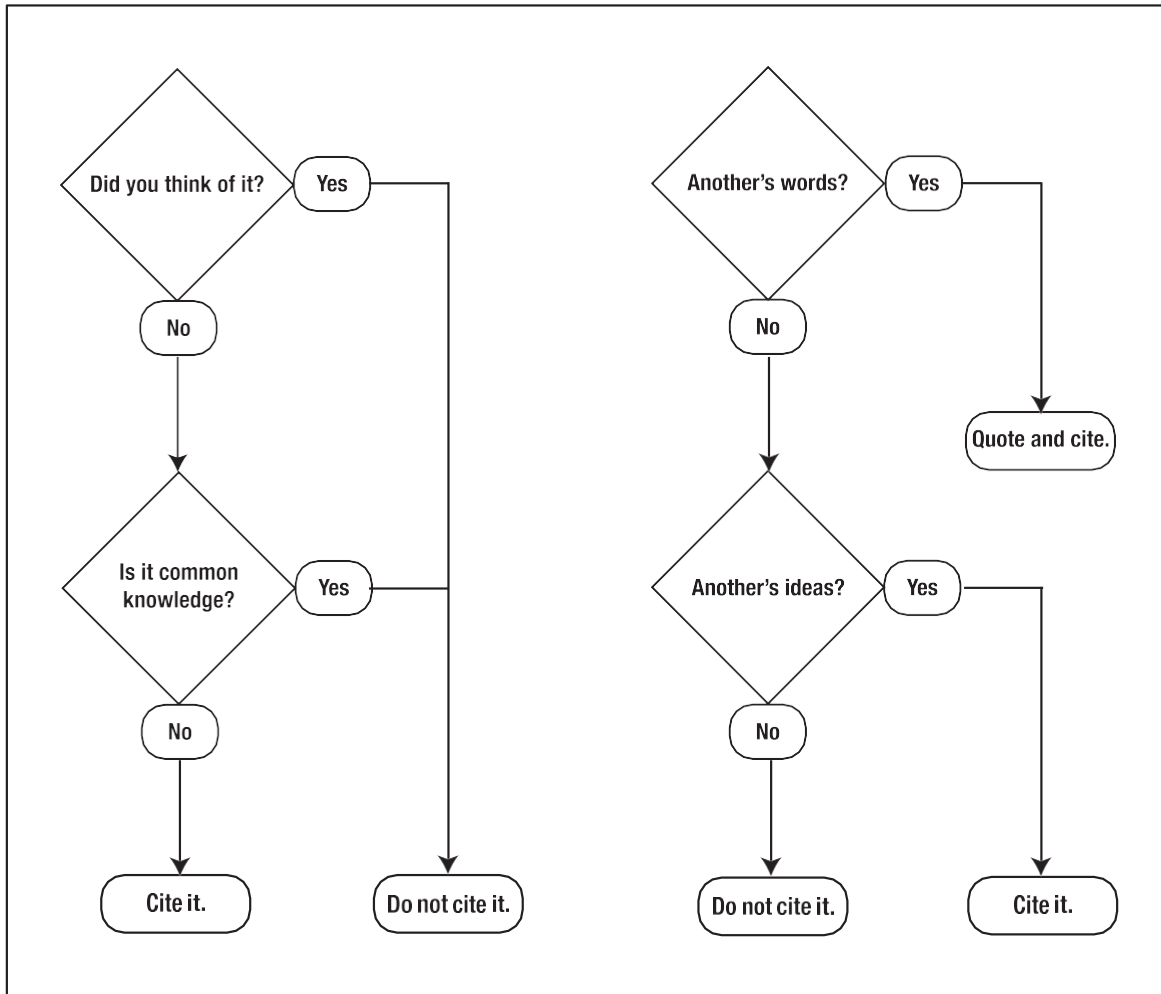 Did you think of it?
Yes
No
Is it common
knowledge?
Yes
No
Cite it.
Do not cite it.
Another’s words?
Yes
No
Quote and cite.
Another’s ideas?
Yes
No
Do not cite it.
Cite it.